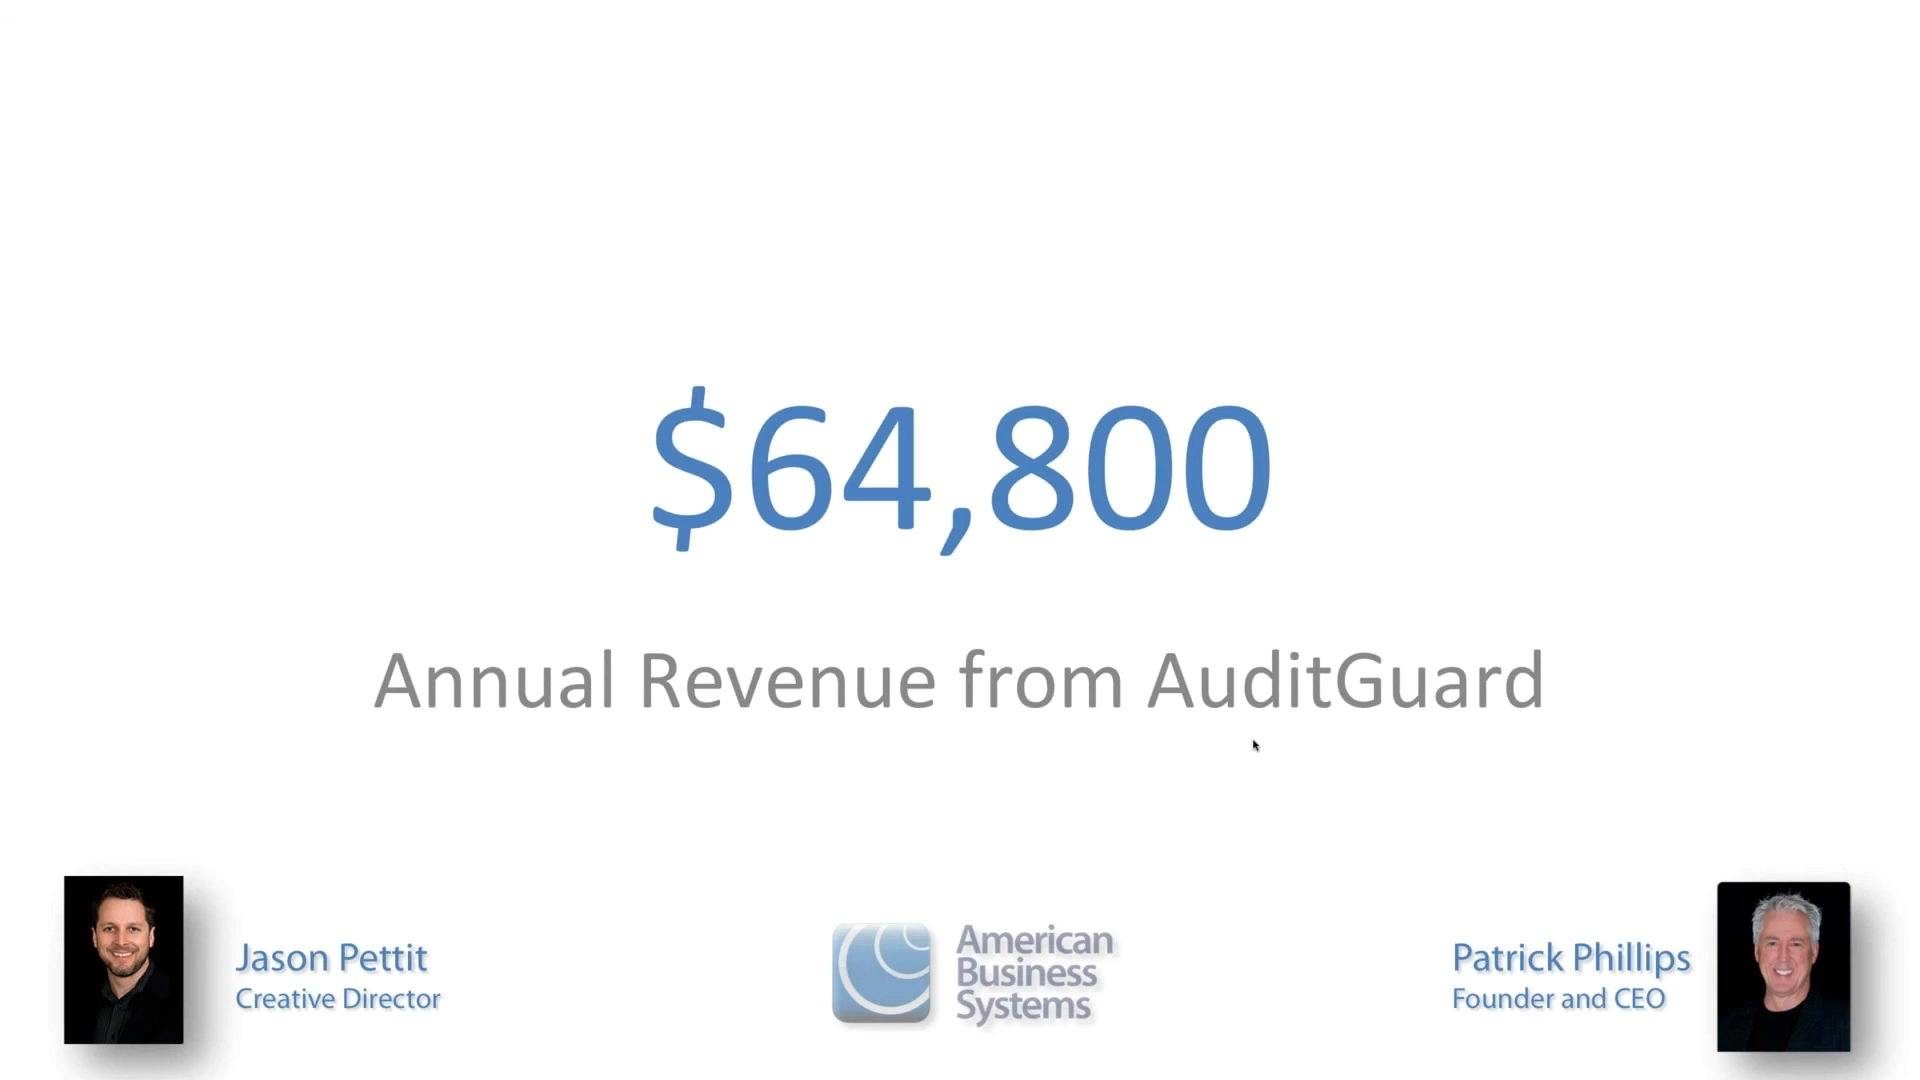 $64,800
Annual Revenue from AuditGuard
Jason Pettit
Creative Director
American
Business
Systems
Patrick Phillips
Founder and CEO